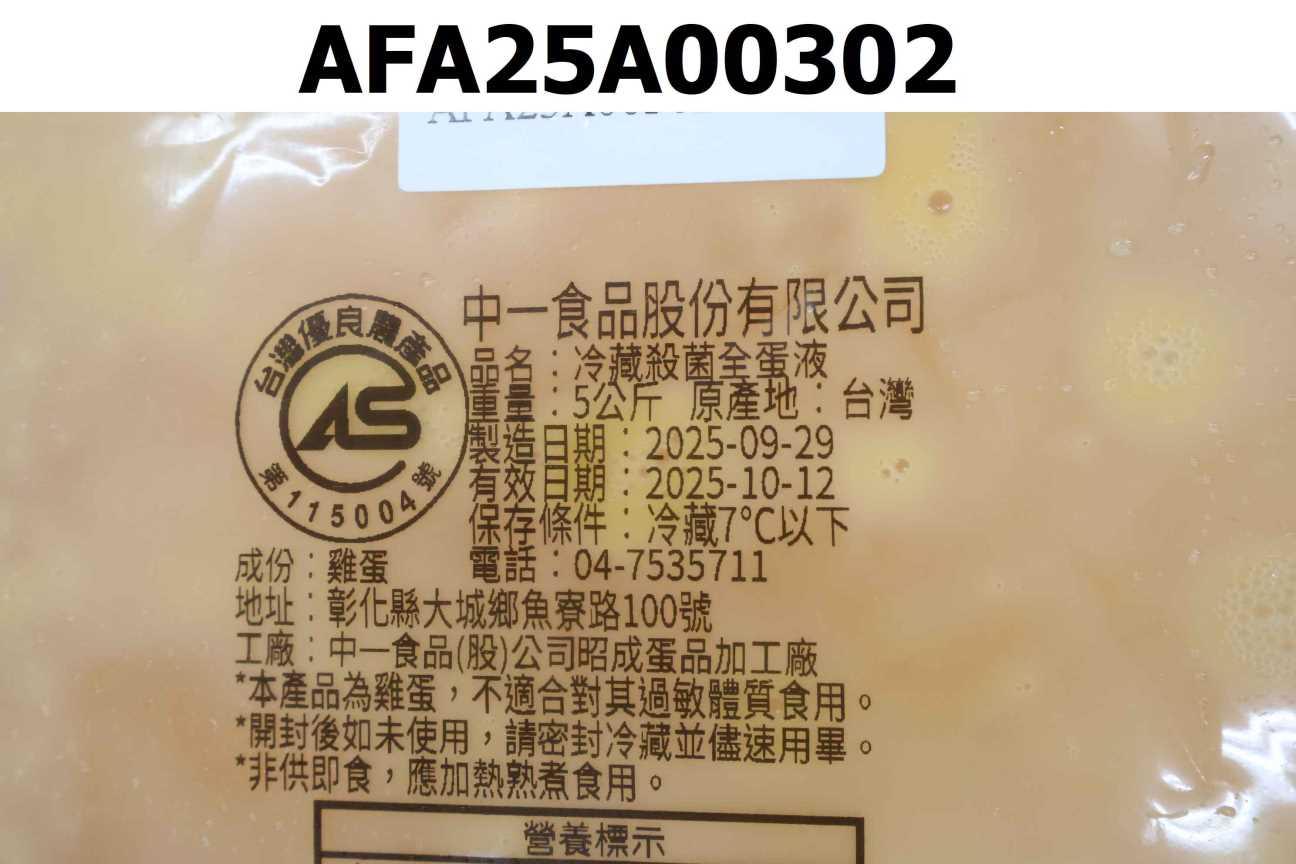 AFA25A00302
台灣優良農產品
CAS
第115004號
中一食品股份有限公司
品名：冷藏殺菌全蛋液
重量：5公斤 原產地：台灣
製造日期：2025-09-29
有效日期：2025-10-12
保存條件：冷藏7°C以下
成份：雞蛋 電話：04-7535711
地址：彰化縣大城鄉魚寮路100號
工廠：中一食品(股)公司昭成蛋品加工廠
*本產品為雞蛋，不適合對其過敏體質食用。
*開封後如未使用，請密封冷藏並儘速用畢。
*非供即食，應加熱熟煮食用。
營養標示